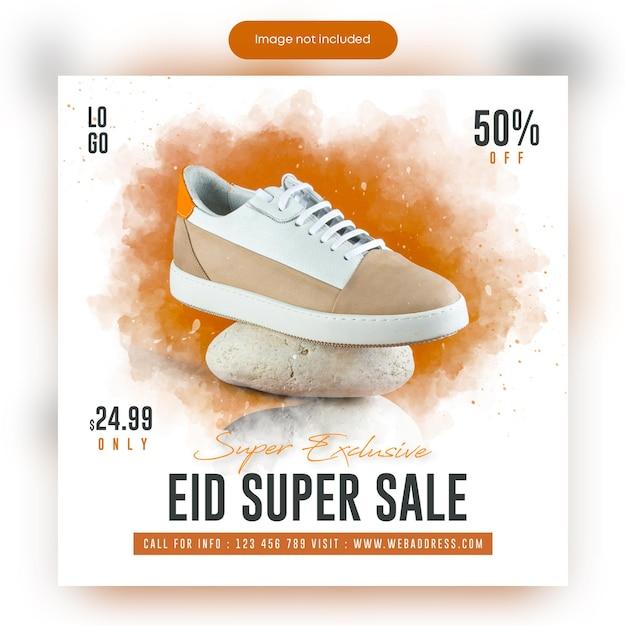 Image not included
LO
GO
50%
OFF
$24.99
ONLY
Super Exclusive
EID SUPER SALE
CALL FOR INFO : 123 456 789 VISIT : WWW.WEBADDRESS.COM